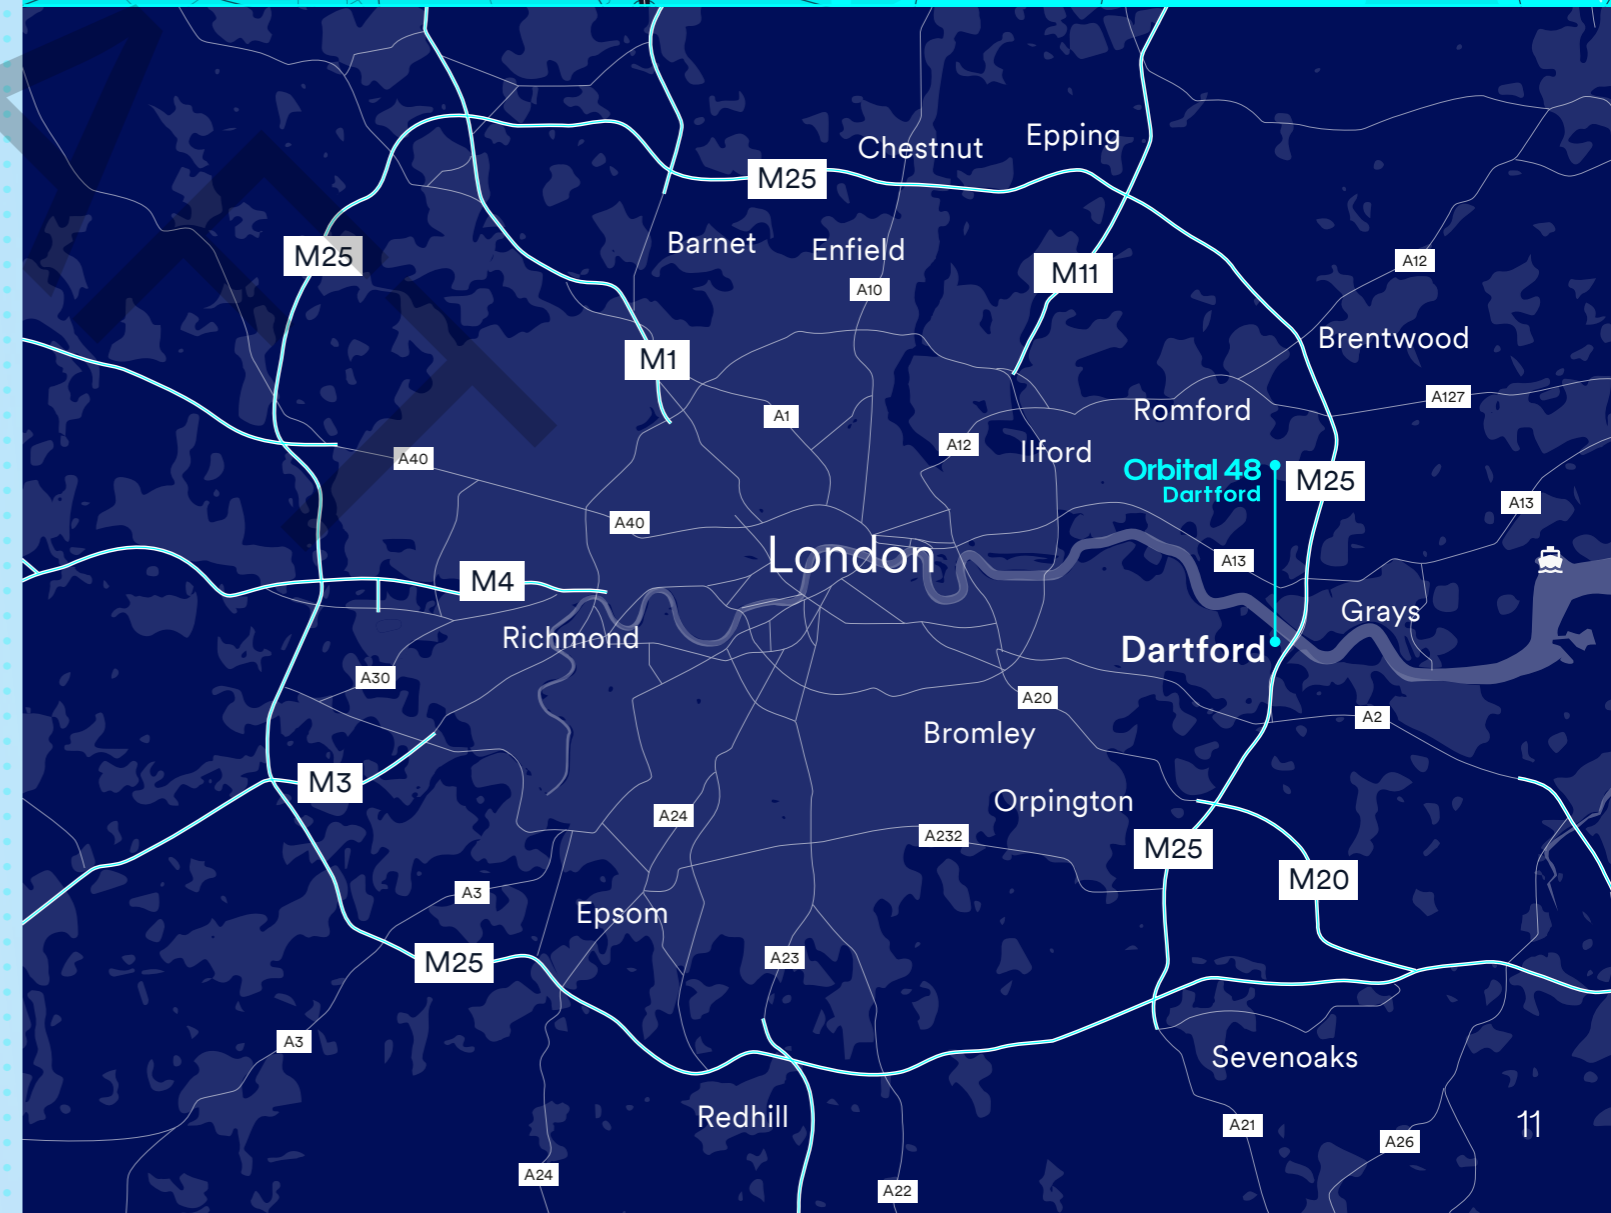 Chestnut
Epping
M25
Barnet
Enfield
M25
M11
A12
A10
Brentwood
M1
A127
A1
Romford
A12
Ilford
A40
Orbital 48
Dartford
M25
A13
A40
London
A13
M4
Grays
Richmond
Dartford
A30
A20
A2
Bromley
M3
Orpington
A24
A232
M25
M20
A3
Epsom
A23
M25
A3
Sevenoaks
Redhill
11
A21
A26
A24
A22